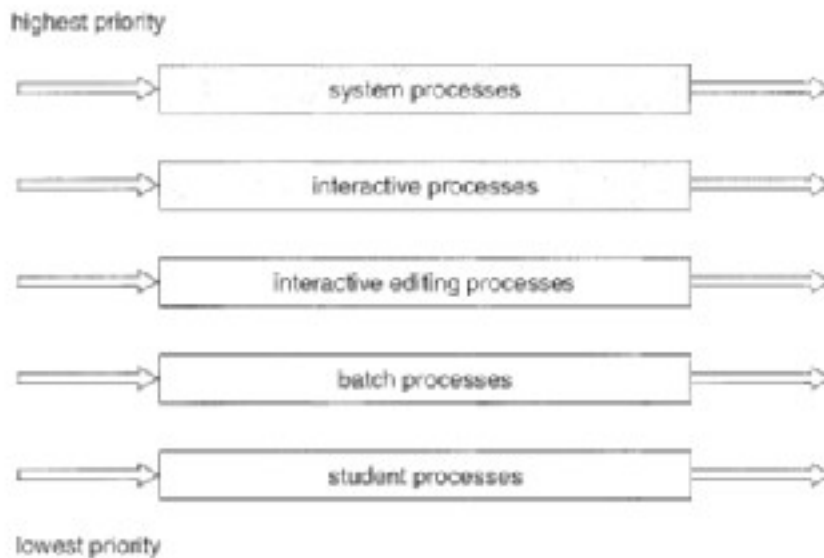 highest priority
system processes
interactive processes
interactive editing processes
batch processes
student processes
lowest priority